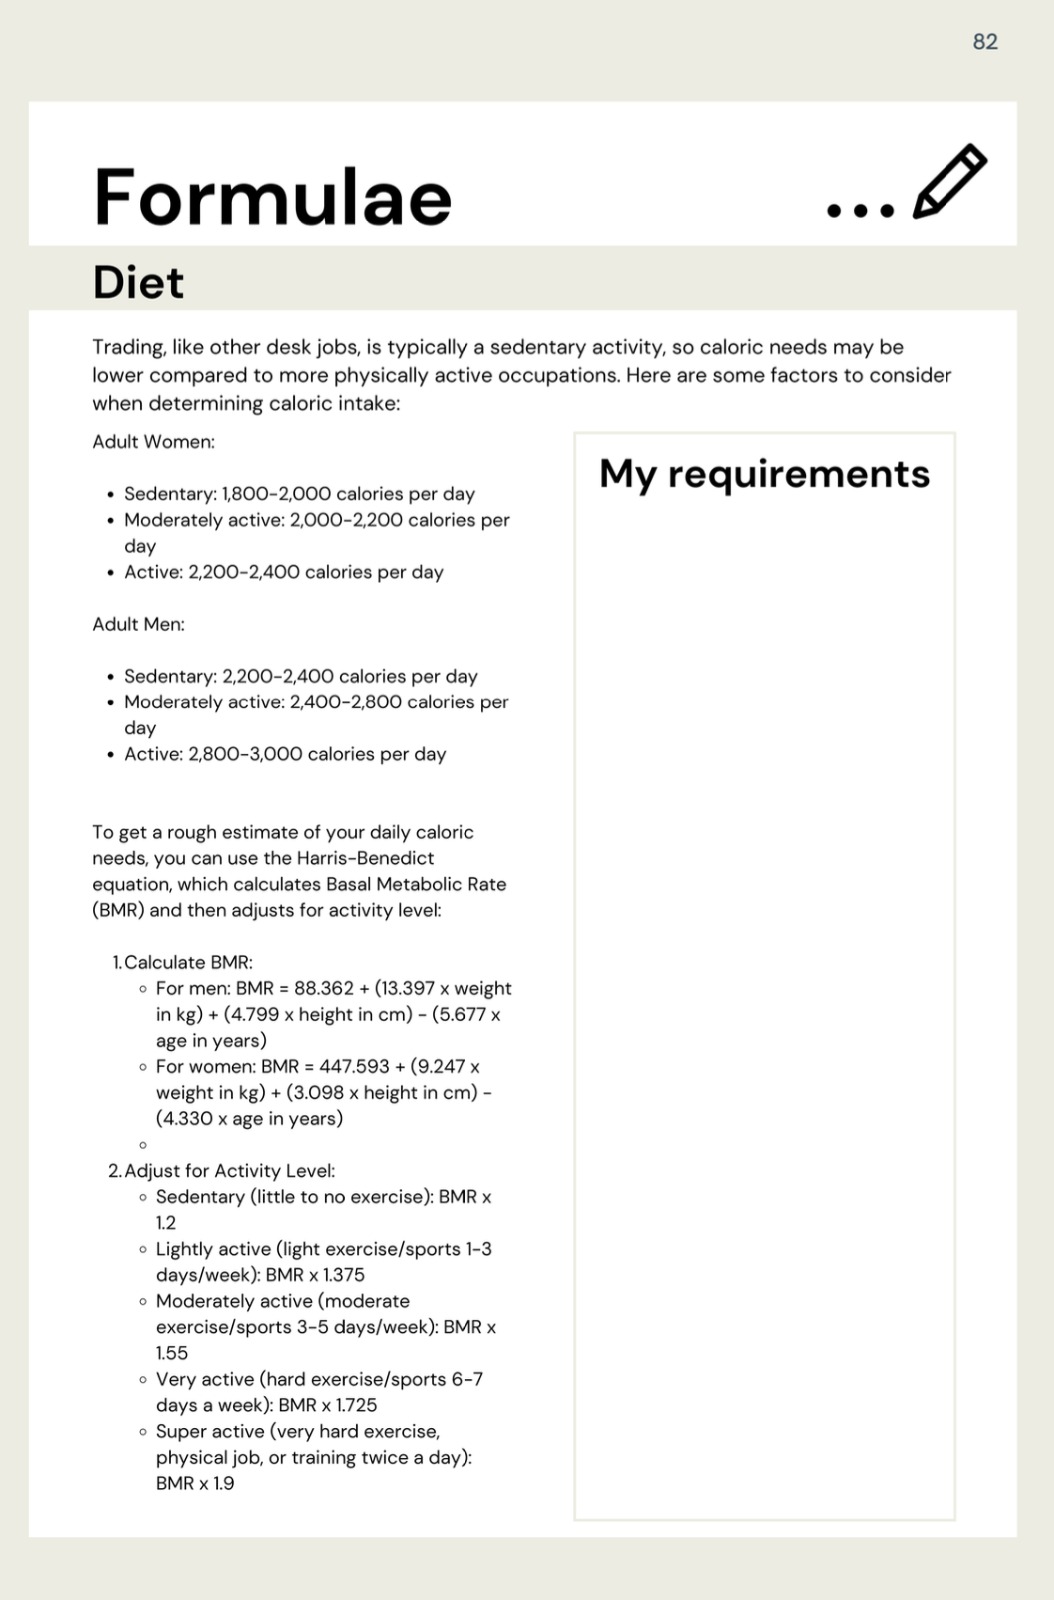 82
Formulae
Diet
Trading, like other desk jobs, is typically a sedentary activity, so caloric needs may be
lower compared to more physically active occupations. Here are some factors to consider
when determining caloric intake:
Adult Women:
• Sedentary: 1,800-2,000 calories per day
• Moderately active: 2,000-2,200 calories per
day
• Active: 2,200-2,400 calories per day
Adult Men:
• Sedentary: 2,200-2,400 calories per day
• Moderately active: 2,400-2,800 calories per
day
• Active: 2,800-3,000 calories per day
To get a rough estimate of your daily caloric
needs, you can use the Harris-Benedict
equation, which calculates Basal Metabolic Rate
(BMR) and then adjusts for activity level:
1. Calculate BMR:
◦ For men: BMR = 88.362 + (13.397 x weight
in kg) + (4.799 x height in cm) - (5.677 x
age in years)
◦ For women: BMR = 447.593 + (9.247 x
weight in kg) + (3.098 x height in cm) -
(4.330 x age in years)
◦
2. Adjust for Activity Level:
◦ Sedentary (little to no exercise): BMR x
1.2
◦ Lightly active (light exercise/sports 1-3
days/week): BMR x 1.375
◦ Moderately active (moderate
exercise/sports 3-5 days/week): BMR x
1.55
◦ Very active (hard exercise/sports 6-7
days a week): BMR x 1.725
◦ Super active (very hard exercise,
physical job, or training twice a day):
BMR x 1.9
My requirements